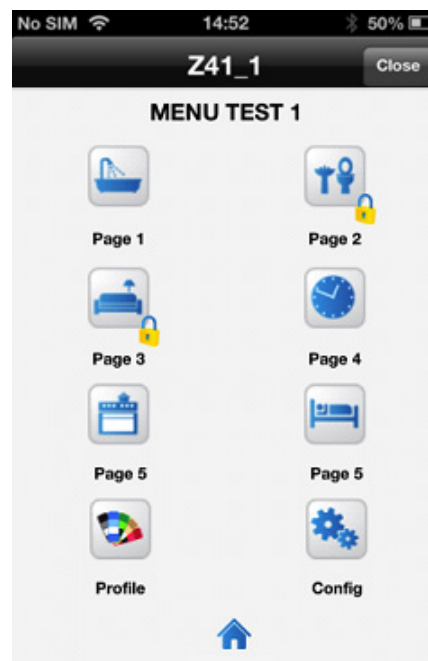 No SIM 14:52 50%
Z41_1 Close
MENU TEST 1
Page 1 Page 2
Page 3 Page 4
Page 5 Page 5
Profile Config